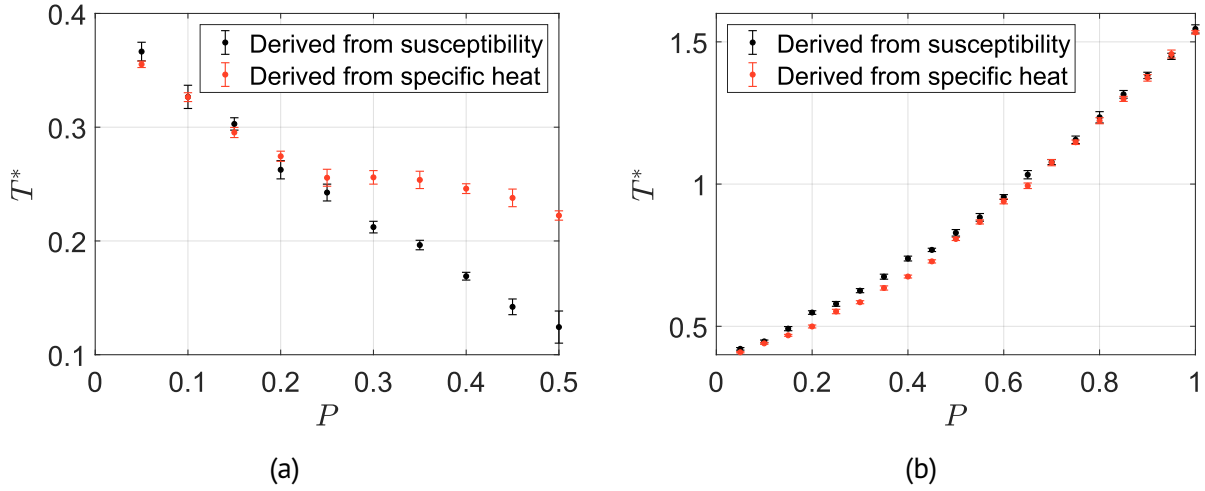 0.4
0.3
0.2
0.1
T*
Derived from susceptibility
Derived from specific heat
0 0.1 0.2 0.3 0.4 0.5
P
(a)
1.5
1
0.5
T*
Derived from susceptibility
Derived from specific heat
0 0.2 0.4 0.6 0.8 1
P
(b)